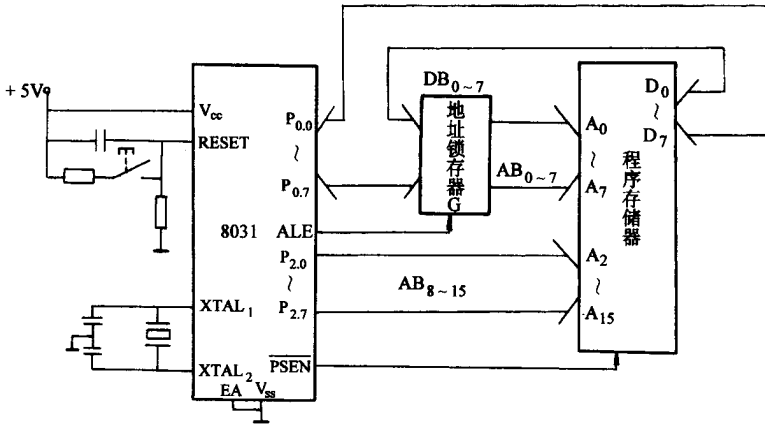 + 5V
Vcc
RESET
P0.0
~
P0.7
8031
ALE
P2.0
~
P2.7
XTAL1
XTAL2
PSEN
EA
Vss
DB0~7
地址锁存器G
AB0~7
AB8~15
A0
~
A7
A2
~
A15
D0
~
D7
程序存储器